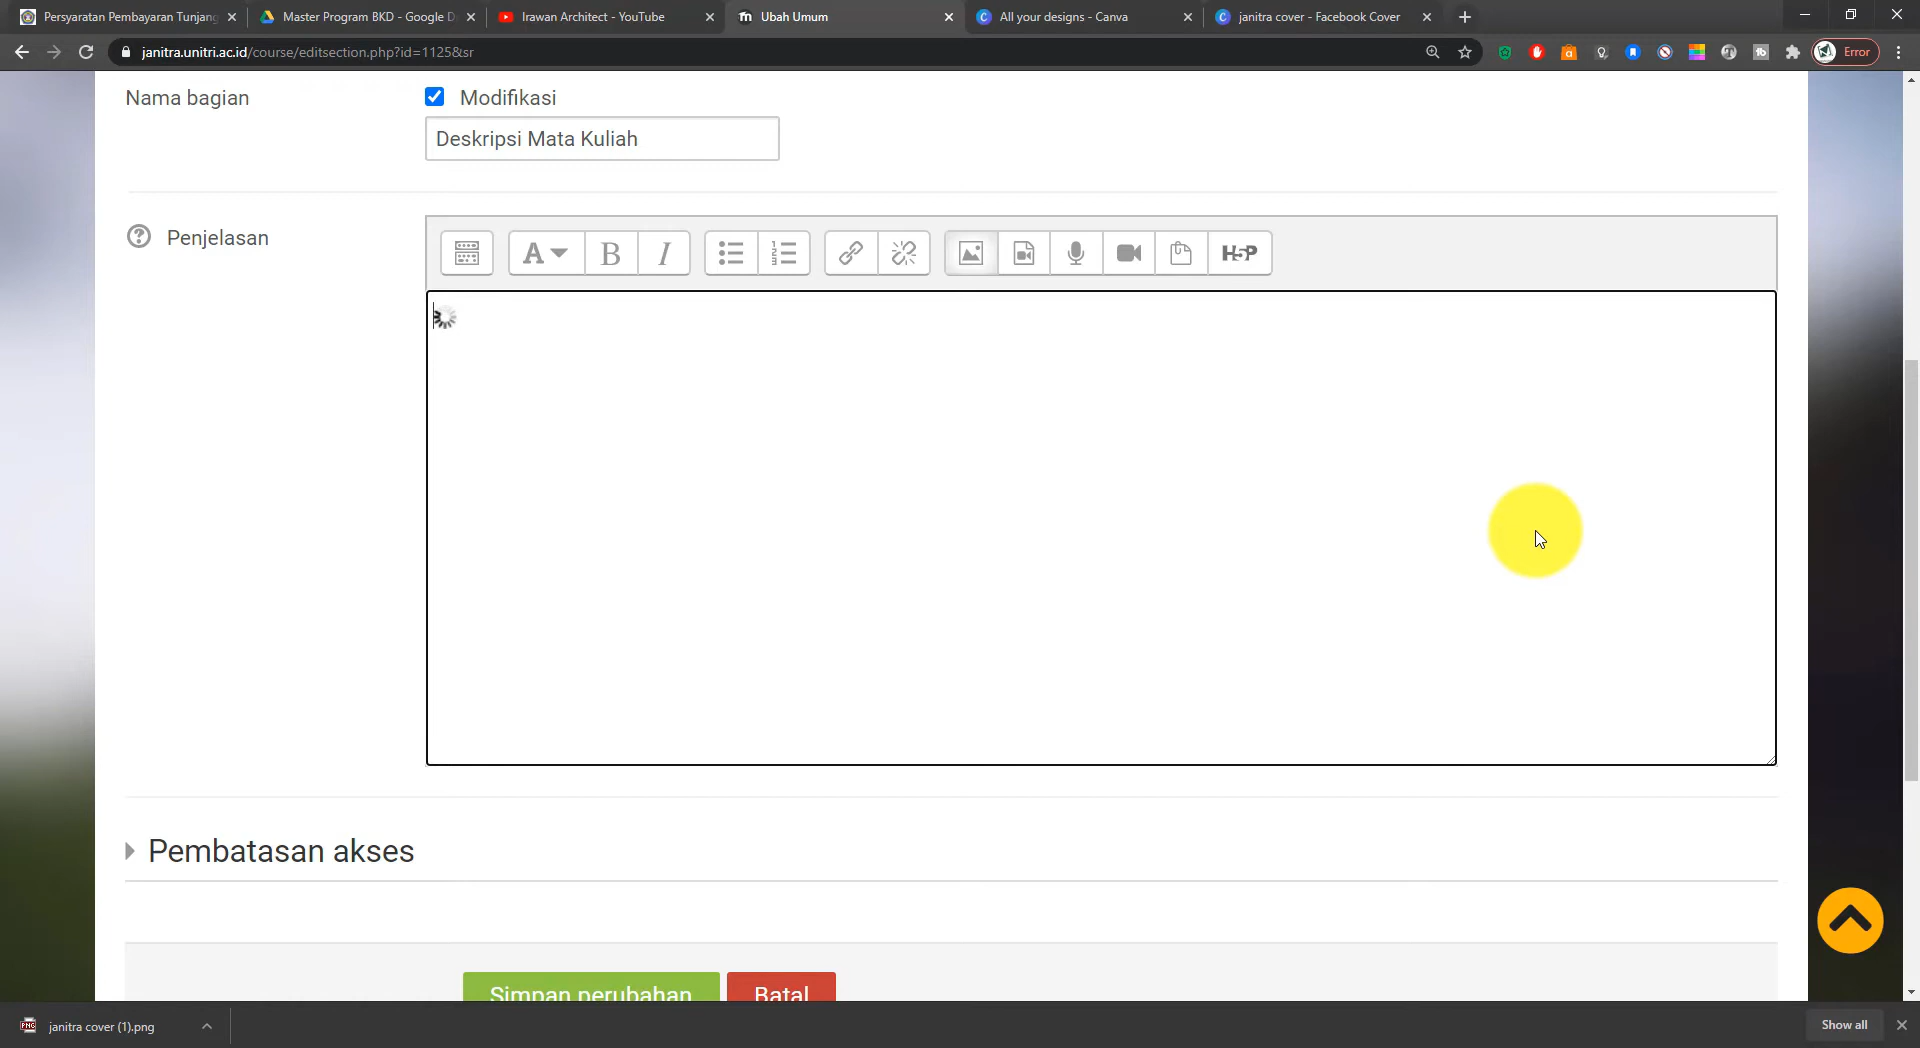 Persyaratan Pembayaran Tunjang
Master Program BKD - Google D
Irawan Architect - YouTube
Ubah Umum
All your designs - Canva
janitra cover - Facebook Cover
janitra.unitri.ac.id/course/editsection.php?id=1125&sr
Error
Nama bagian
Modifikasi
Deskripsi Mata Kuliah
Penjelasan
A
B
I
H5P
Pembatasan akses
Simpan perubahan
Batal
janitra cover (1).png
Show all